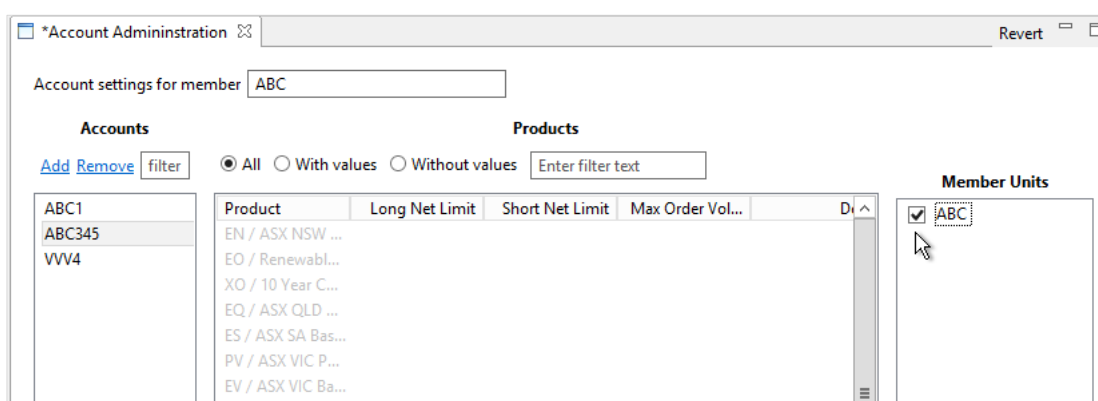 *Account Admininstration
Revert
Account settings for member ABC
Accounts
Products
Add Remove filter
All With values Without values Enter filter text
Member Units
ABC1
ABC345
VVV4
Product Long Net Limit Short Net Limit Max Order Vol...
EN / ASX NSW ...
EO / Renewabl...
XO / 10 Year C...
EQ / ASX QLD ...
ES / ASX SA Bas...
PV / ASX VIC P...
EV / ASX VIC Ba...
ABC